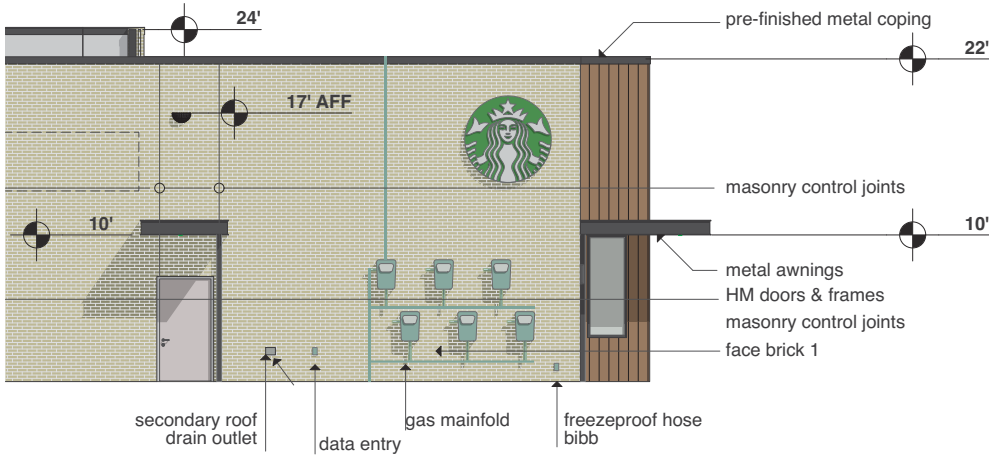 24'
pre-finished metal coping
22'
17' AFF
masonry control joints
10'
10'
metal awnings
HM doors & frames
masonry control joints
face brick 1
secondary roof
drain outlet
data entry
gas mainfold
freezeproof hose
bibb